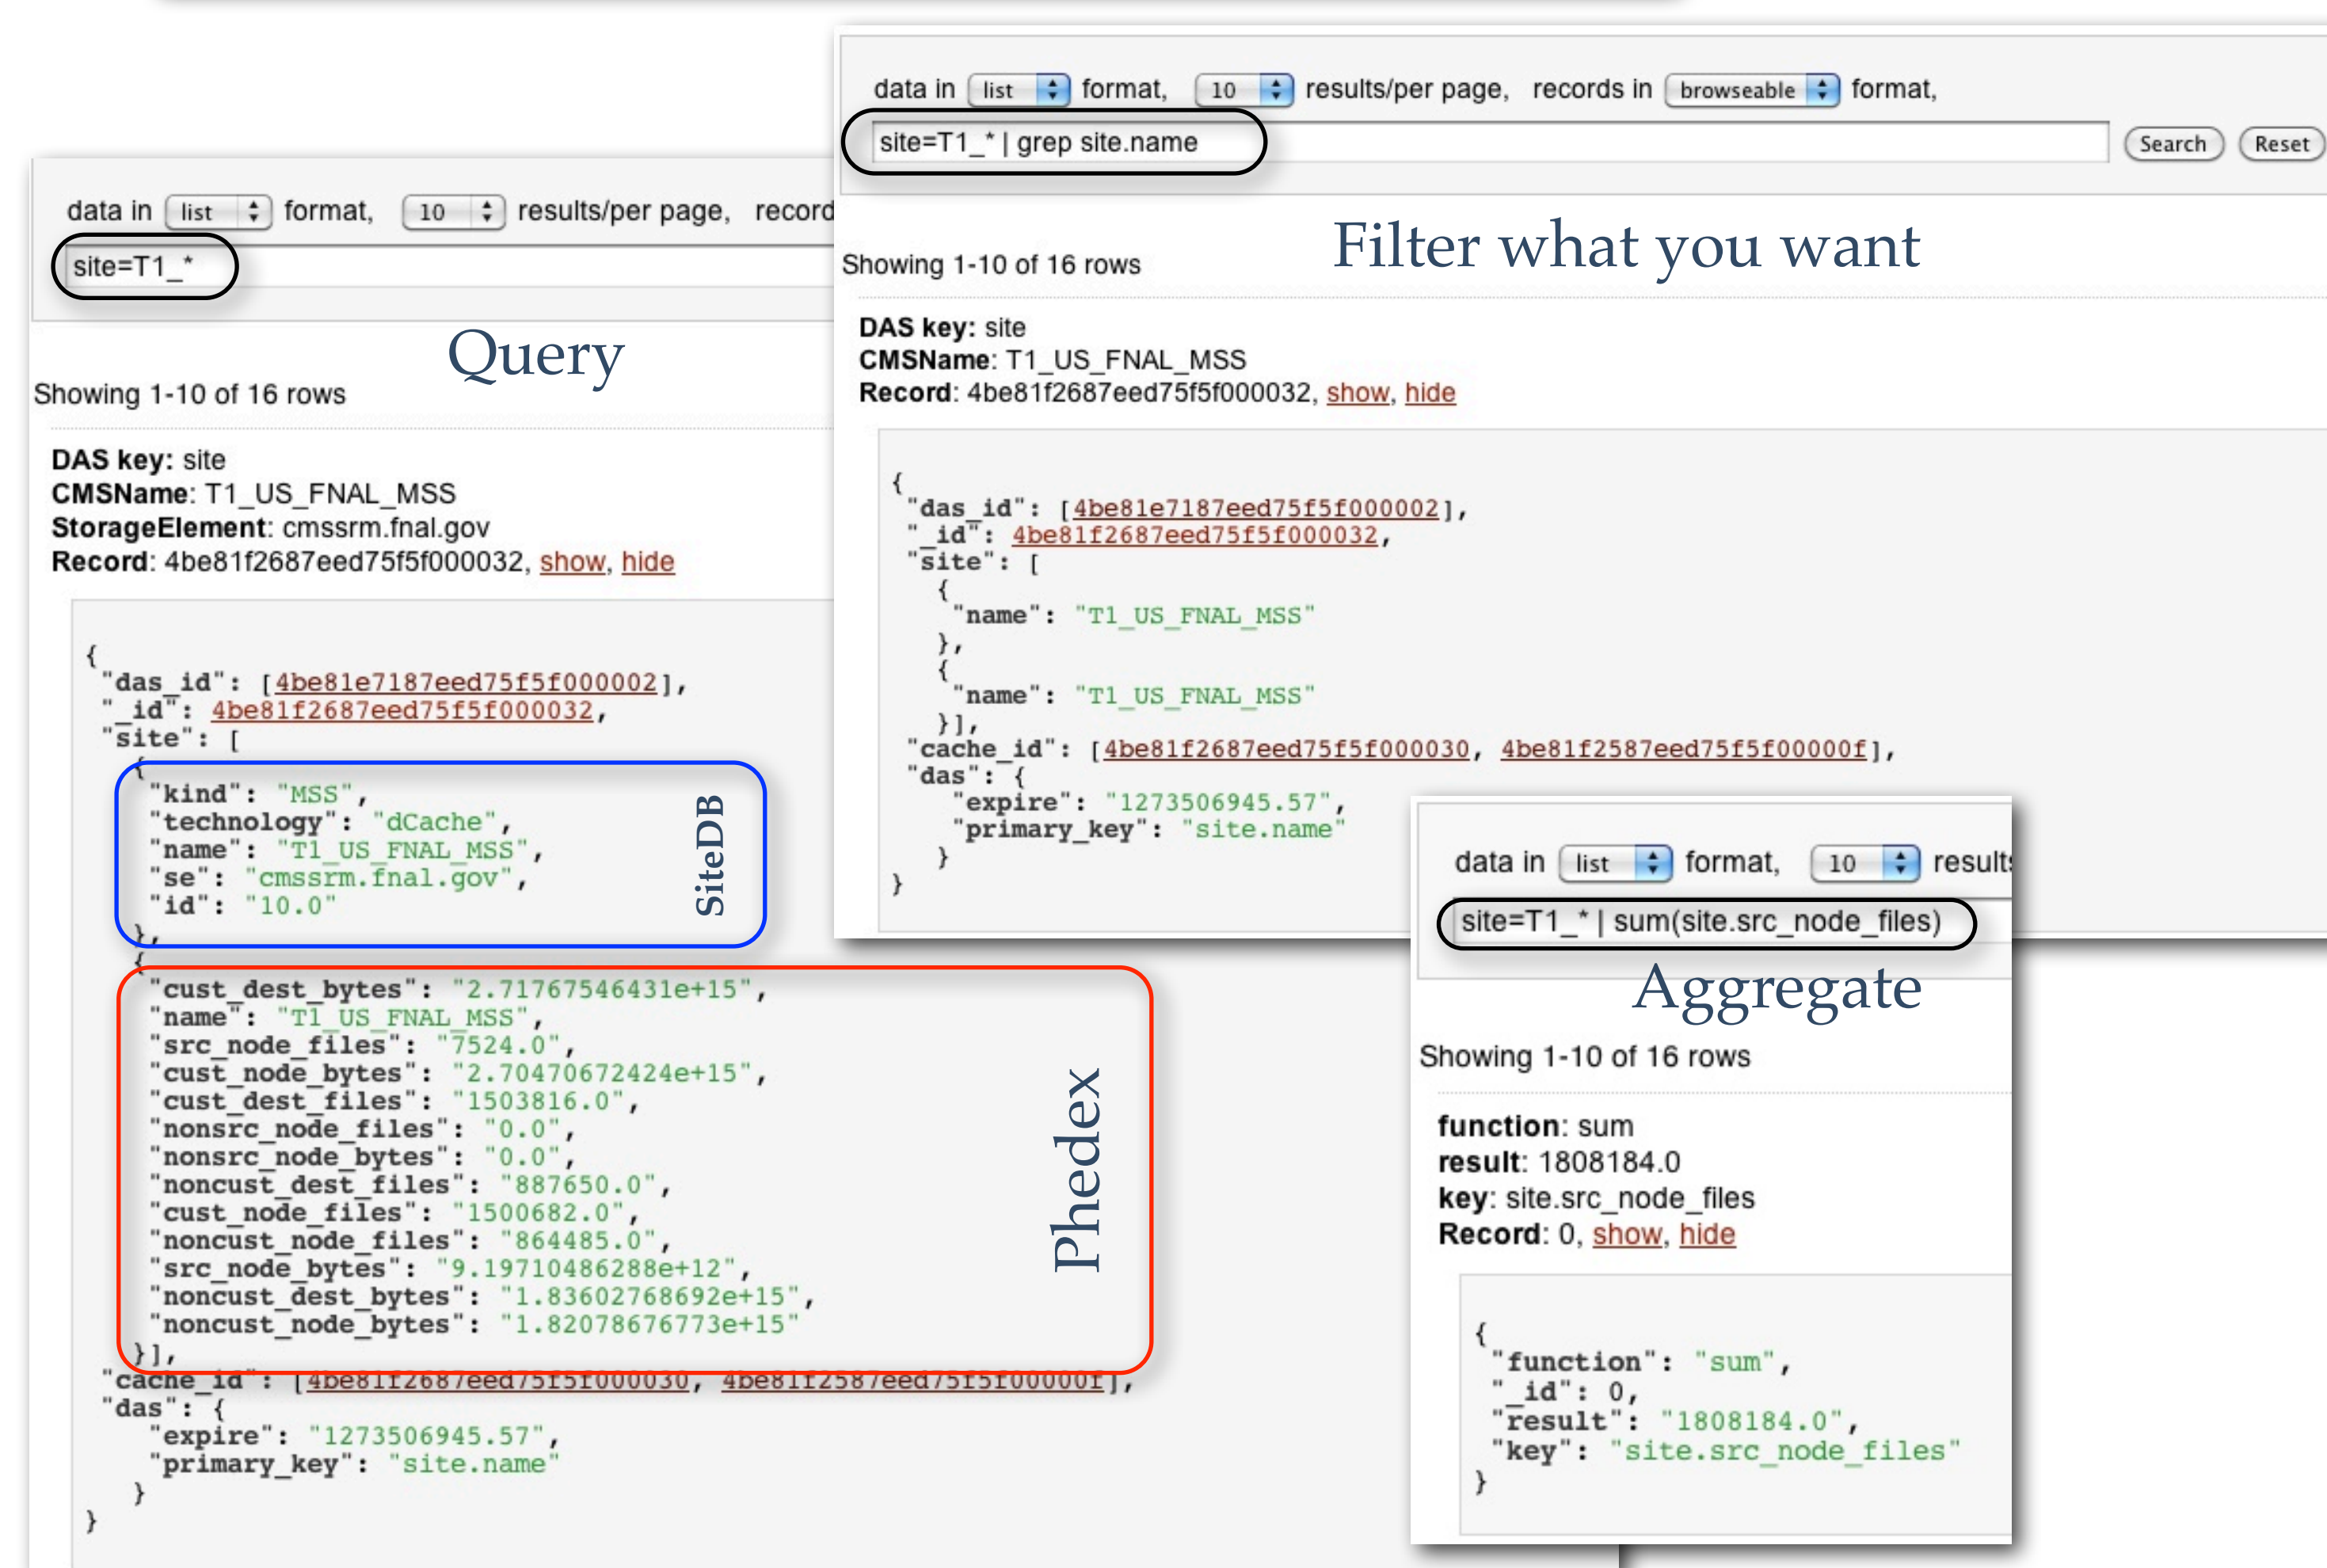 data in list format, 10 results/per page, record
site=T1_*
Query
Showing 1-10 of 16 rows
DAS key: site
CMSName: T1_US_FNAL_MSS
StorageElement: cmssrm.fnal.gov
Record: 4be81f2687eed75f5f000032, show, hide
{
"das_id": [4be81e7187eed75f5f000002],
"_id": 4be81f2687eed75f5f000032,
"site": [
{
"kind": "MSS",
"technology": "dCache",
"name": "T1_US_FNAL_MSS",
"se": "cmssrm.fnal.gov",
"id": "10.0"
},
SiteDB
{
"cust_dest_bytes": "2.71767546431e+15",
"name": "T1_US_FNAL_MSS",
"src_node_files": "7524.0",
"cust_node_bytes": "2.70470672424e+15",
"cust_dest_files": "1503816.0",
"nonsrc_node_files": "0.0",
"nonsrc_node_bytes": "0.0",
"noncust_dest_files": "887650.0",
"cust_node_files": "1500682.0",
"noncust_node_files": "864485.0",
"src_node_bytes": "9.19710486288e+12",
"noncust_dest_bytes": "1.83602768692e+15",
"noncust_node_bytes": "1.82078676773e+15"
}],
Phedex
"cache_id": [4be81f2687eed75f5f000030, 4be81f2587eed75f5f00000f],
"das": {
"expire": "1273506945.57",
"primary_key": "site.name"
}
}
data in list format, 10 results/per page, records in browseable format,
site=T1_* | grep site.name Search Reset
Filter what you want
Showing 1-10 of 16 rows
DAS key: site
CMSName: T1_US_FNAL_MSS
Record: 4be81f2687eed75f5f000032, show, hide
{
"das_id": [4be81e7187eed75f5f000002],
"_id": 4be81f2687eed75f5f000032,
"site": [
{
"name": "T1_US_FNAL_MSS"
},
{
"name": "T1_US_FNAL_MSS"
}],
"cache_id": [4be81f2687eed75f5f000030, 4be81f2587eed75f5f00000f],
"das": {
"expire": "1273506945.57",
"primary_key": "site.name"
}
}
data in list format, 10 results
site=T1_* | sum(site.src_node_files)
Aggregate
Showing 1-10 of 16 rows
function: sum
result: 1808184.0
key: site.src_node_files
Record: 0, show, hide
{
"function": "sum",
"_id": 0,
"result": "1808184.0",
"key": "site.src_node_files"
}